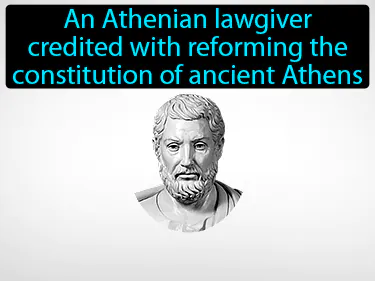 An Athenian lawgiver
credited with reforming the
constitution of ancient Athens